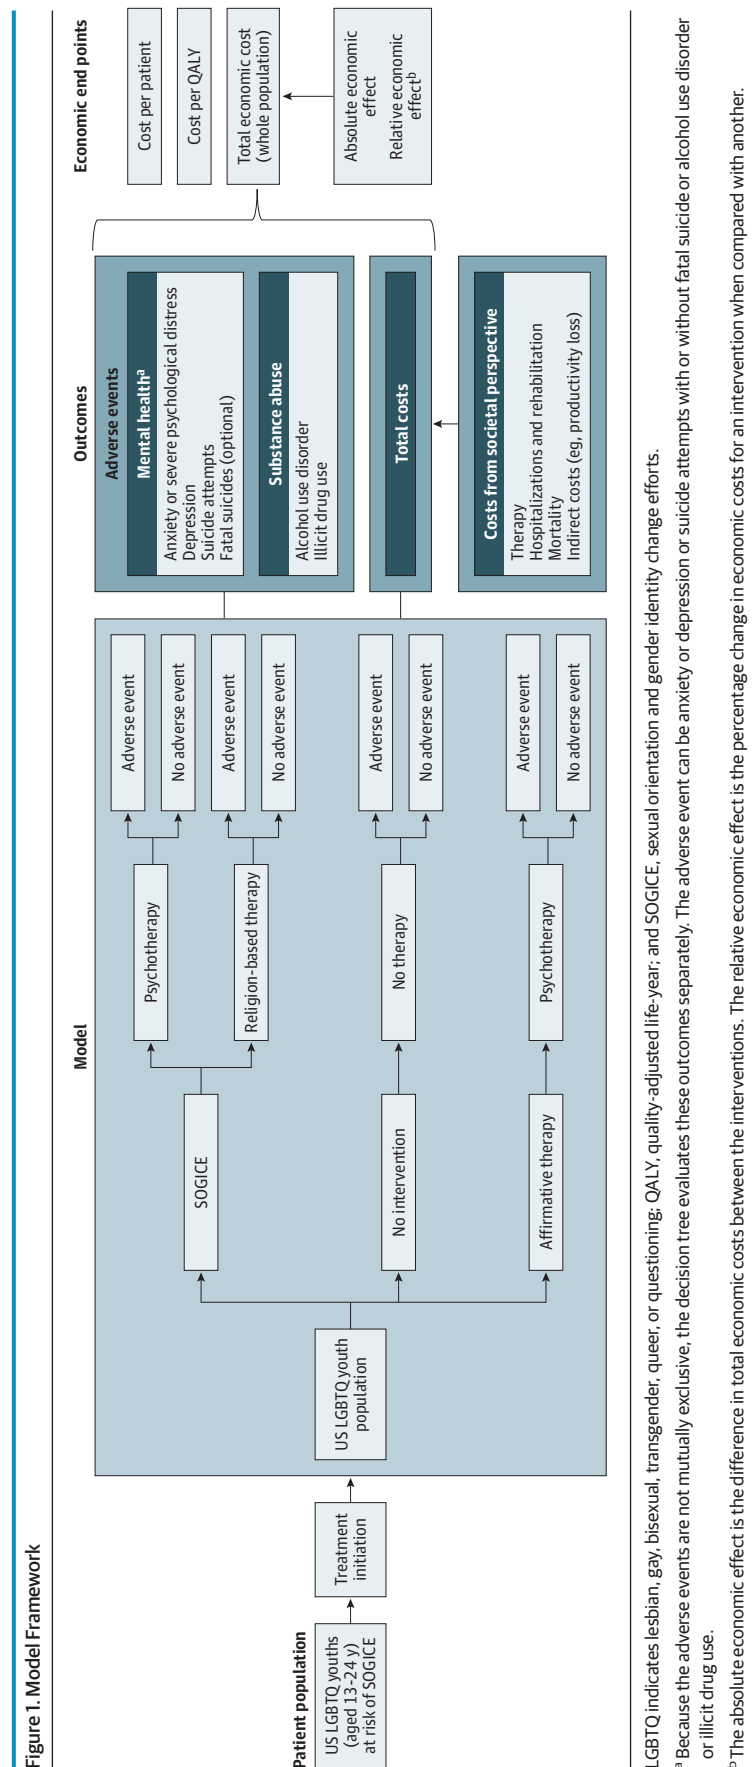 Figure 1. Model Framework
Patient population
US LGBTQ youths
(aged 13-24 y)
at risk of SOGICE
Treatment
initiation
Model
US LGBTQ youth
population
SOGICE
No intervention
Affirmative therapy
Psychotherapy
Religion-based therapy
No therapy
Psychotherapy
Adverse event
No adverse event
Adverse event
No adverse event
Adverse event
No adverse event
Adverse event
No adverse event
Outcomes
Adverse events
Mental healthᵃ
Anxiety or severe psychological distress
Depression
Suicide attempts
Fatal suicides (optional)
Substance abuse
Alcohol use disorder
Illicit drug use
Total costs
Costs from societal perspective
Therapy
Hospitalizations and rehabilitation
Mortality
Indirect costs (eg, productivity loss)
Economic end points
Cost per patient
Cost per QALY
Total economic cost
(whole population)
Absolute economic
effect
Relative economic
effectᵇ
LGBTQ indicates lesbian, gay, bisexual, transgender, queer, or questioning; QALY, quality-adjusted life-year; and SOGICE, sexual orientation and gender identity change efforts.
ᵃ Because the adverse events are not mutually exclusive, the decision tree evaluates these outcomes separately. The adverse event can be anxiety or depression or suicide attempts with or without fatal suicide or alcohol use disorder
or illicit drug use.
ᵇ The absolute economic effect is the difference in total economic costs between the interventions. The relative economic effect is the percentage change in economic costs for an intervention when compared with another.